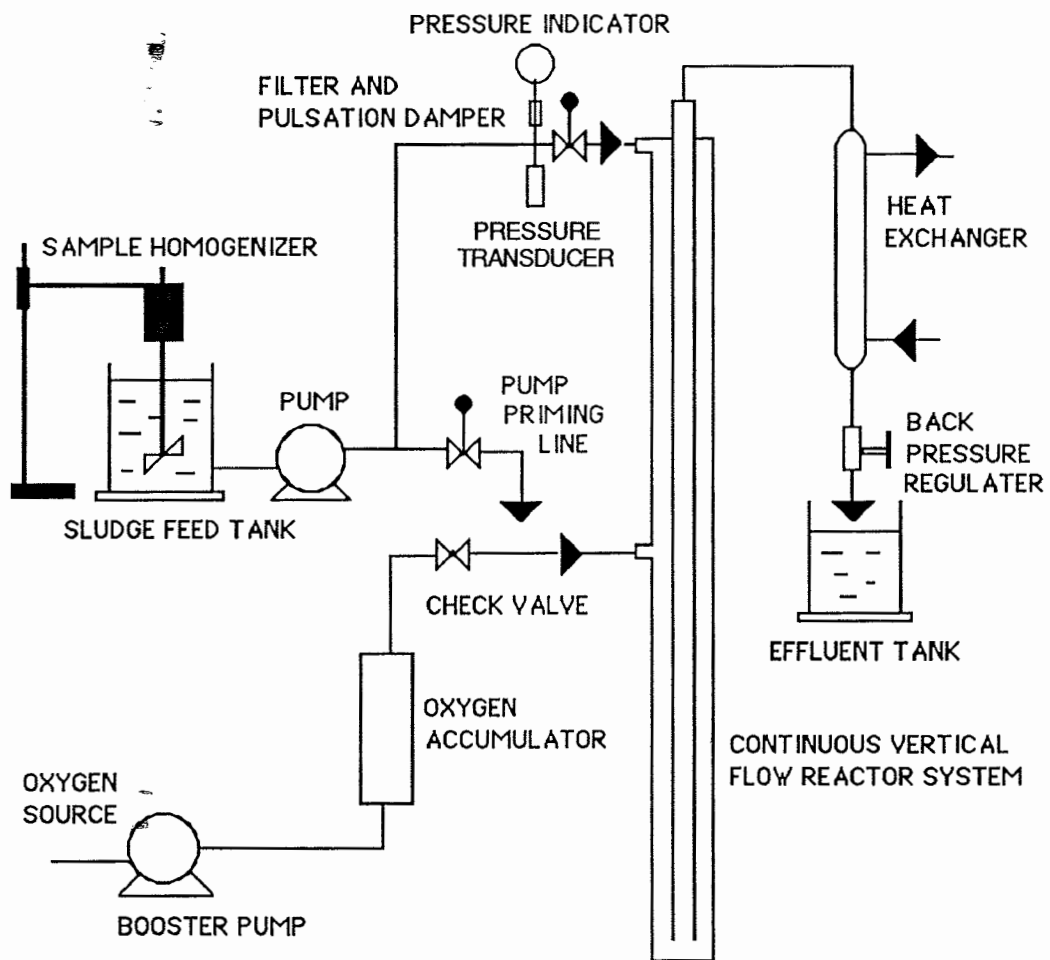 PRESSURE INDICATOR
FILTER AND
PULSATION DAMPER
PRESSURE
TRANSDUCER
HEAT
EXCHANGER
SAMPLE HOMOGENIZER
PUMP
PUMP
PRIMING
LINE
BACK
PRESSURE
REGULATER
SLUDGE FEED TANK
CHECK VALVE
EFFLUENT TANK
OXYGEN
ACCUMULATOR
CONTINUOUS VERTICAL
FLOW REACTOR SYSTEM
OXYGEN
SOURCE
BOOSTER PUMP